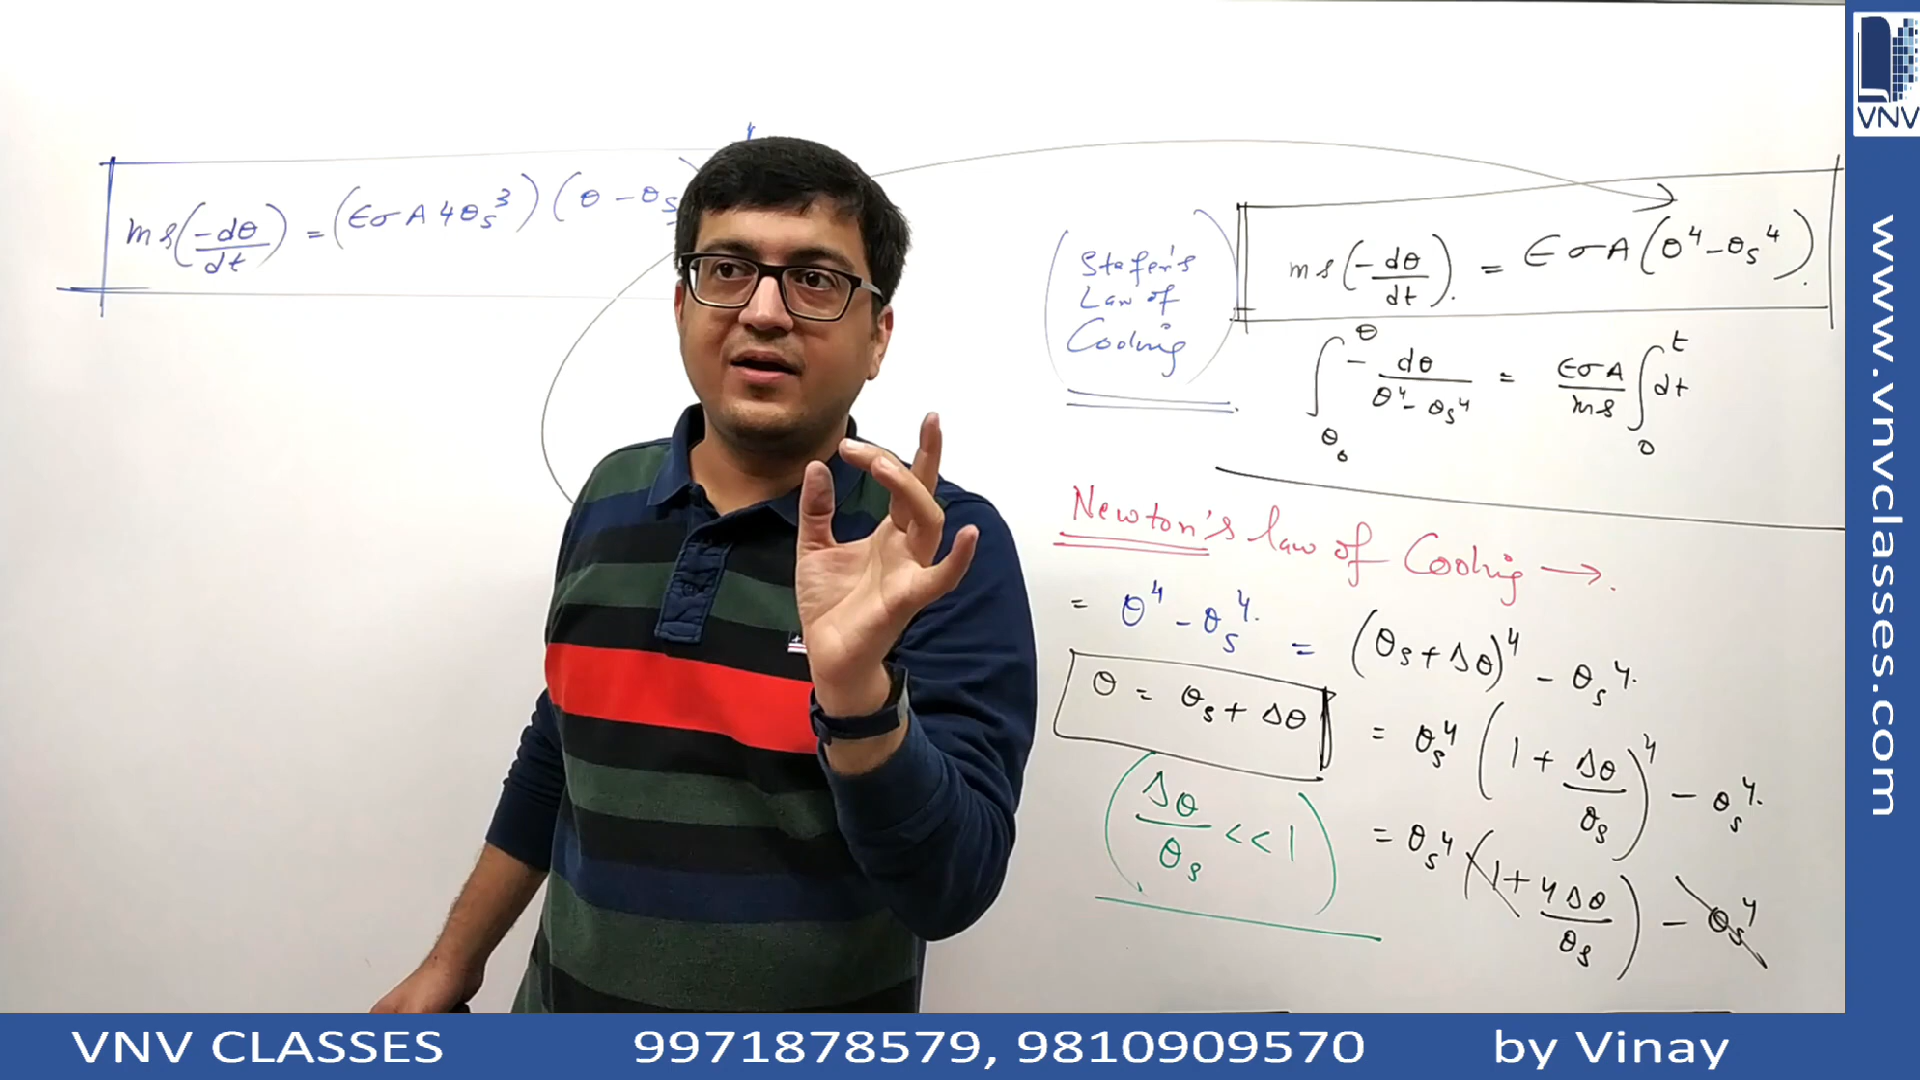 ms(-dθ/dt) = (ϵσA4θs³)(θ - θs
Stefen's
Law of
Cooling
ms(-dθ/dt). = ϵσA(θ⁴-θs⁴).
∫θ₀^θ - dθ/(θ⁴-θs⁴) = ϵσA/ms ∫₀^t dt
Newton's law of Cooling →.
= θ⁴ - θs⁴. = (θs+Δθ)⁴ - θs⁴.
θ = θs + Δθ
= θs⁴(1 + Δθ/θs)⁴ - θs⁴.
(Δθ/θs << 1)
= θs⁴(1 + 4Δθ/θs) - θs⁴
VNV
www.vnvclasses.com
VNV CLASSES 9971878579, 9810909570 by Vinay